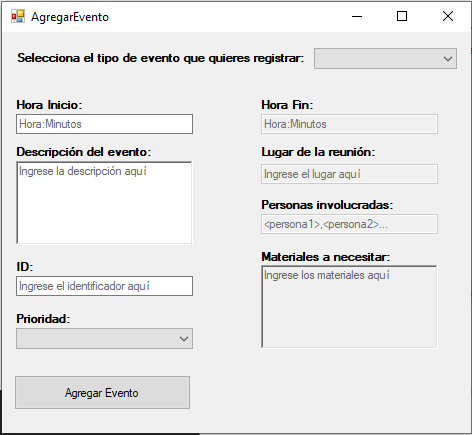 AgregarEvento
Selecciona el tipo de evento que quieres registrar:
Hora Inicio:
Hora:Minutos
Descripción del evento:
Ingrese la descripción aquí
ID:
Ingrese el identificador aquí
Prioridad:
Agregar Evento
Hora Fin:
Hora:Minutos
Lugar de la reunión:
Ingrese el lugar aquí
Personas involucradas:
<persona1>,<persona2>...
Materiales a necesitar:
Ingrese los materiales aquí